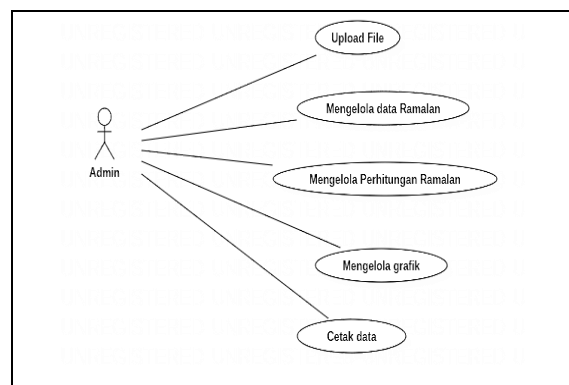 Upload File
Mengelola data Ramalan
Admin
Mengelola Perhitungan Ramalan
Mengelola grafik
Cetak data